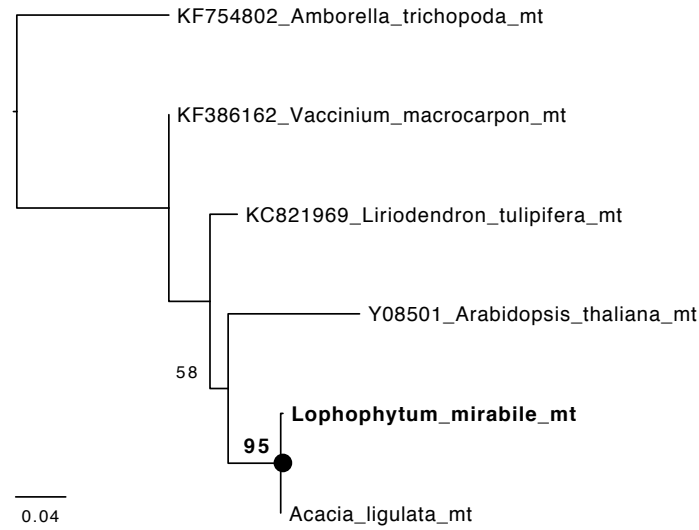 KF754802_Amborella_trichopoda_mt
KF386162_Vaccinium_macrocarpon_mt
KC821969_Liriodendron_tulipifera_mt
Y08501_Arabidopsis_thaliana_mt
58
Lophophytum_mirabile_mt
95
Acacia_ligulata_mt
0.04